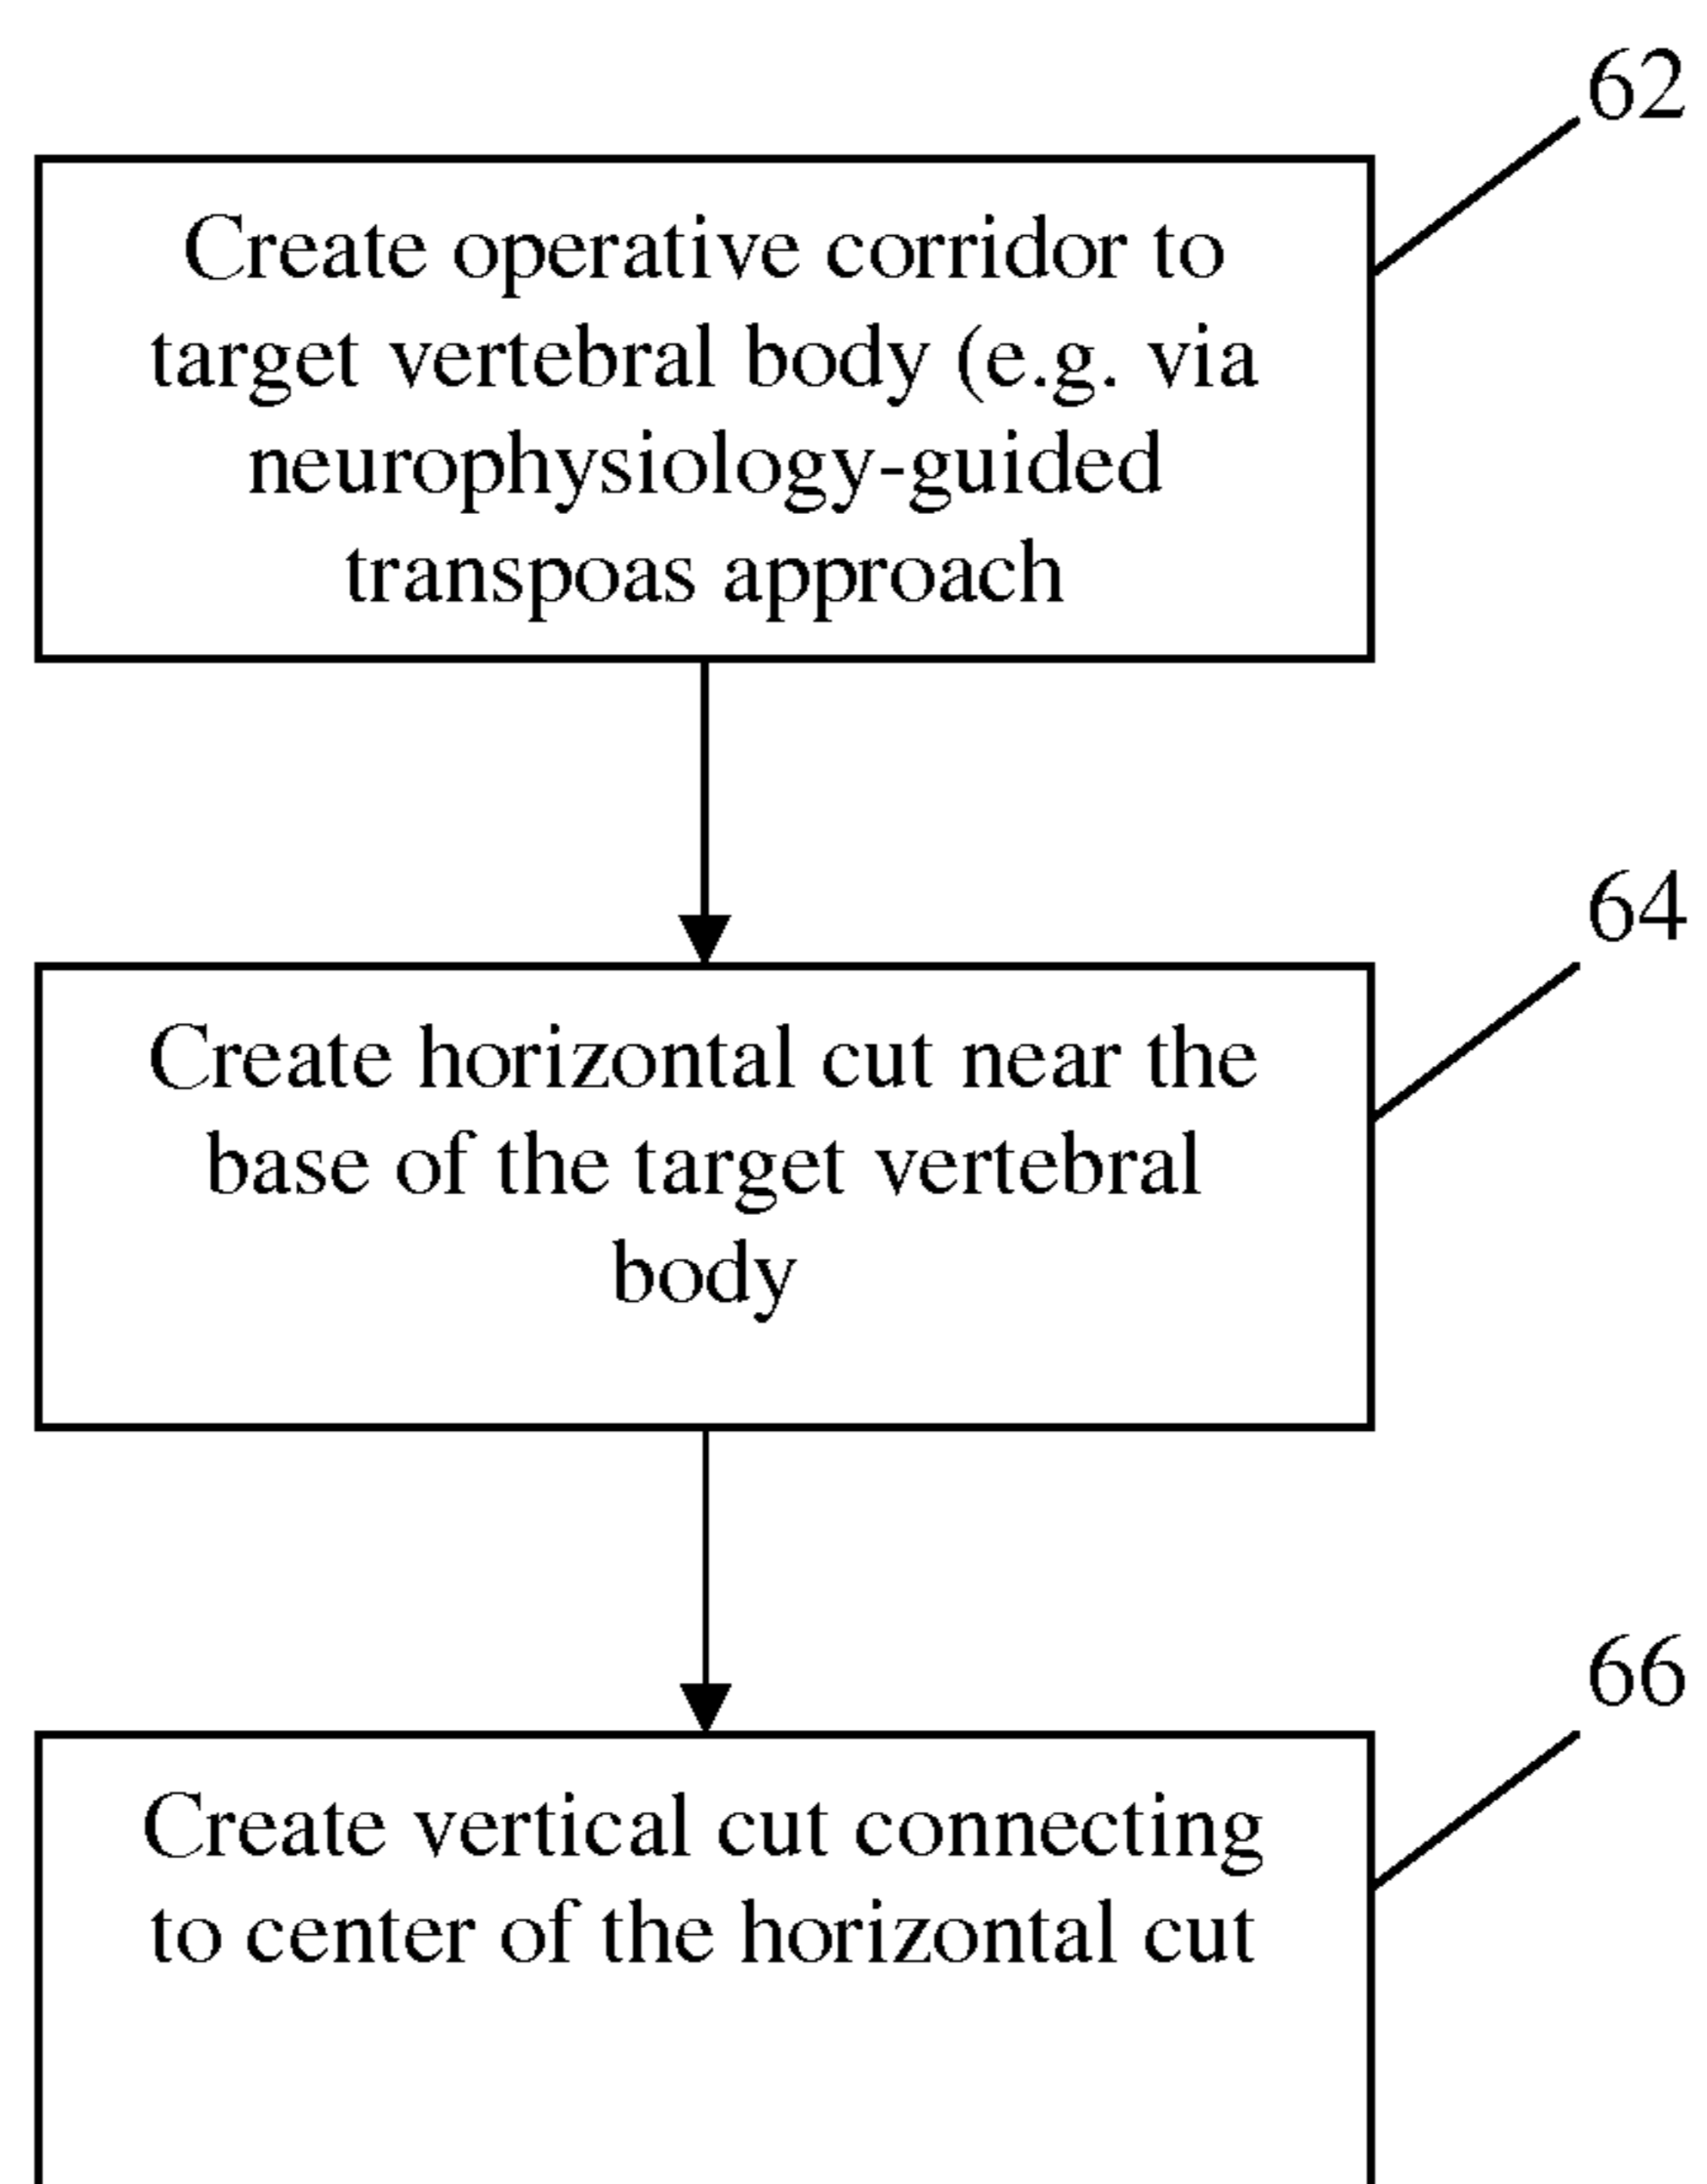 62
Create operative corridor to
target vertebral body (e.g. via
neurophysiology-guided
transpoas approach
64
Create horizontal cut near the
base of the target vertebral
body
66
Create vertical cut connecting
to center of the horizontal cut